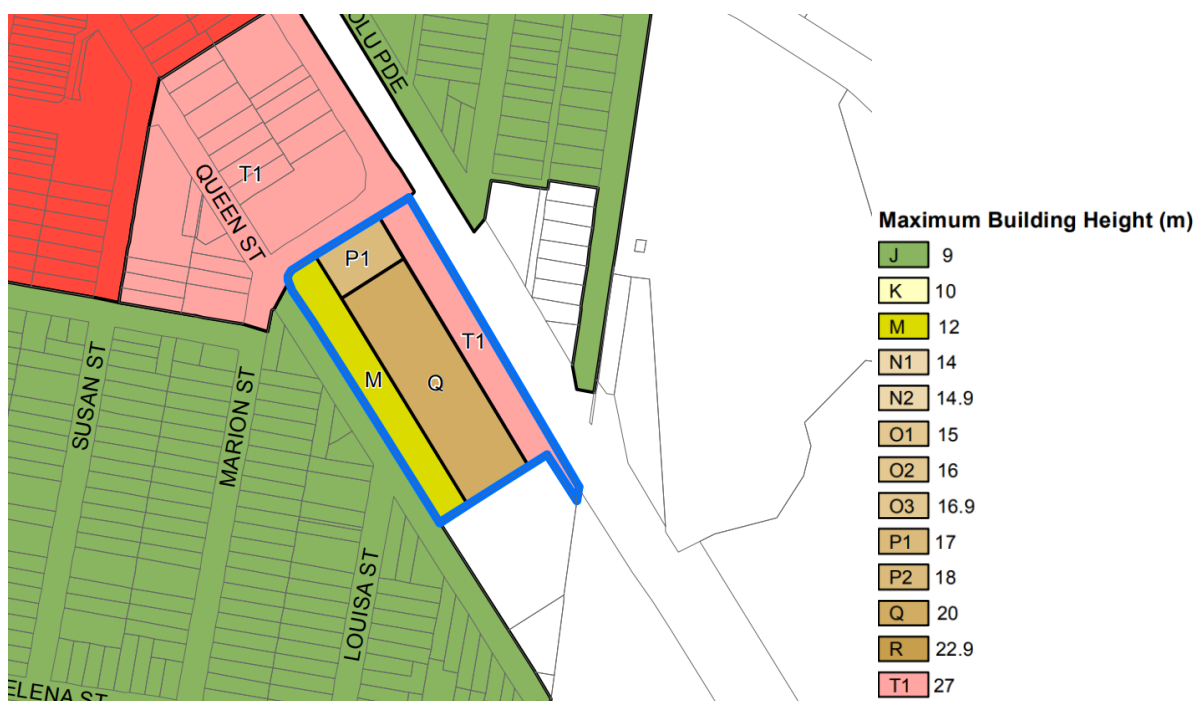 OLU PDE
T1
QUEEN ST
P1
T1
M
Q
SUSAN ST
MARION ST
LOUISA ST
ELENA ST
Maximum Building Height (m)
J 9
K 10
M 12
N1 14
N2 14.9
O1 15
O2 16
O3 16.9
P1 17
P2 18
Q 20
R 22.9
T1 27